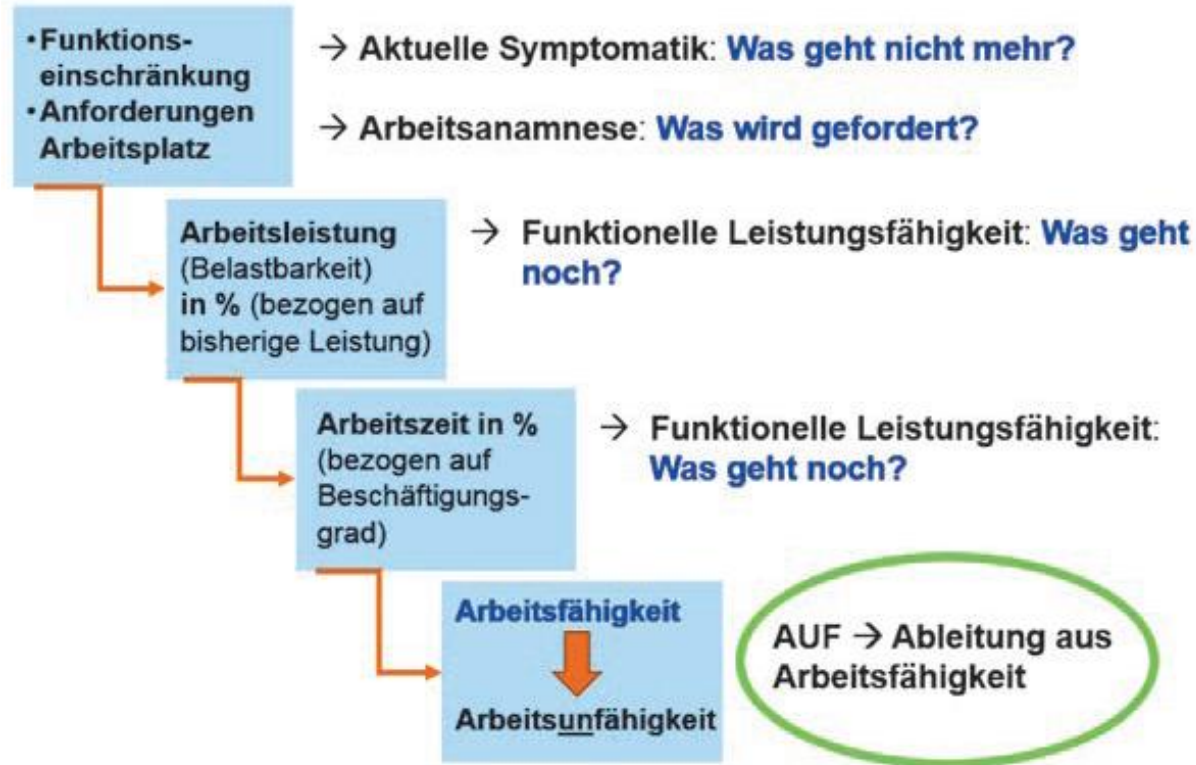 • Funktions-
einschränkung
• Anforderungen
Arbeitsplatz
→ Aktuelle Symptomatik: Was geht nicht mehr?
→ Arbeitsanamnese: Was wird gefordert?
Arbeitsleistung
(Belastbarkeit)
in % (bezogen auf
bisherige Leistung)
→ Funktionelle Leistungsfähigkeit: Was geht
noch?
Arbeitszeit in %
(bezogen auf
Beschäftigungs-
grad)
→ Funktionelle Leistungsfähigkeit:
Was geht noch?
Arbeitsfähigkeit
Arbeitsunfähigkeit
AUF → Ableitung aus
Arbeitsfähigkeit